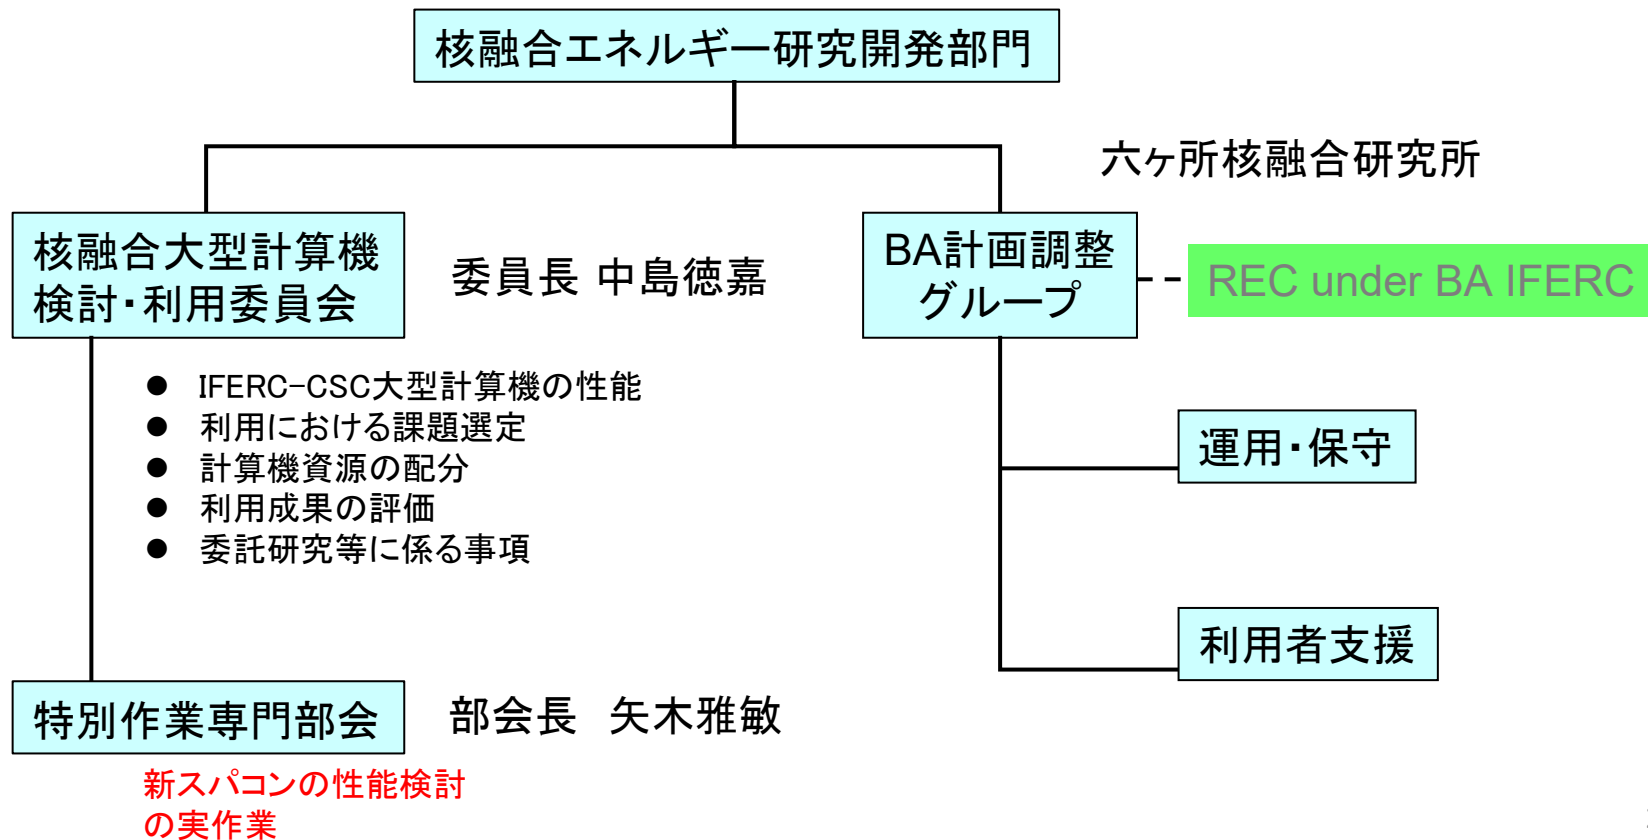 核融合エネルギー研究開発部門
六ヶ所核融合研究所
核融合大型計算機
検討・利用委員会
委員長 中島徳嘉
BA計画調整
グループ
REC under BA IFERC
● IFERC-CSC大型計算機の性能
● 利用における課題選定
● 計算機資源の配分
● 利用成果の評価
● 委託研究等に係る事項
運用・保守
利用者支援
特別作業専門部会
部会長 矢木雅敏
新スパコンの性能検討
の実作業